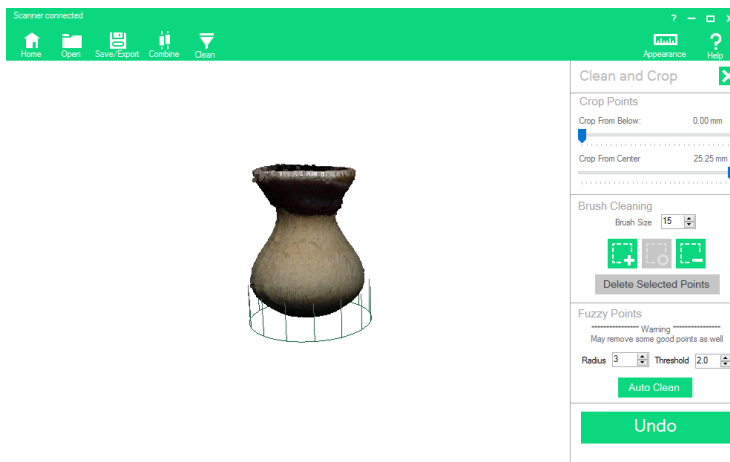 Scanner connected
Home Open Save/Export Combine Clean Appearance Help
Clean and Crop
Crop Points
Crop From Below: 0.00 mm
Crop From Center 25.25 mm
Brush Cleaning
Brush Size 15
Delete Selected Points
Fuzzy Points
**************** Warning ****************
May remove some good points as well
Radius 3 Threshold 2.0
Auto Clean
Undo